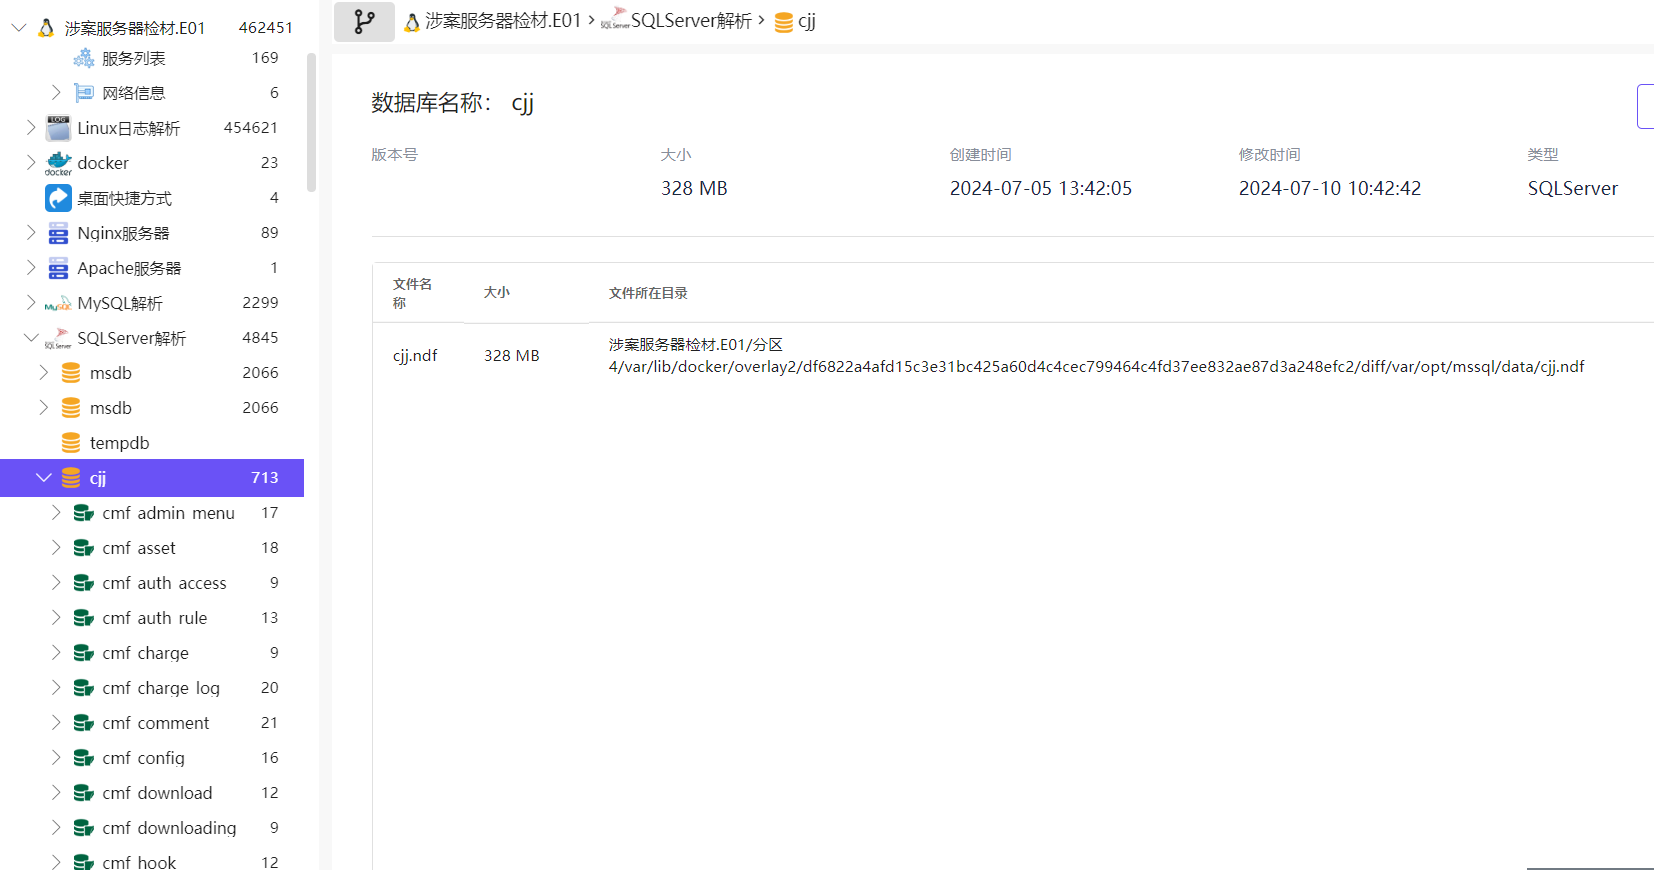 涉案服务器检材.E01 462451
服务列表 169
网络信息 6
Linux日志解析 454621
docker 23
桌面快捷方式 4
Nginx服务器 89
Apache服务器 1
MySQL解析 2299
SQLServer解析 4845
msdb 2066
msdb 2066
tempdb
cjj 713
cmf admin menu 17
cmf asset 18
cmf auth access 9
cmf auth rule 13
cmf charge 9
cmf charge log 20
cmf comment 21
cmf config 16
cmf download 12
cmf downloading 9
cmf hook 12
涉案服务器检材.E01 > SQLServer解析 > cjj
数据库名称: cjj
版本号 大小 创建时间 修改时间 类型
328 MB 2024-07-05 13:42:05 2024-07-10 10:42:42 SQLServer
文件名
称
大小 文件所在目录
cjj.ndf 328 MB
涉案服务器检材.E01/分区
4/var/lib/docker/overlay2/df6822a4afd15c3e31bc425a60d4c4cec799464c4fd37ee832ae87d3a248efc2/diff/var/opt/mssql/data/cjj.ndf